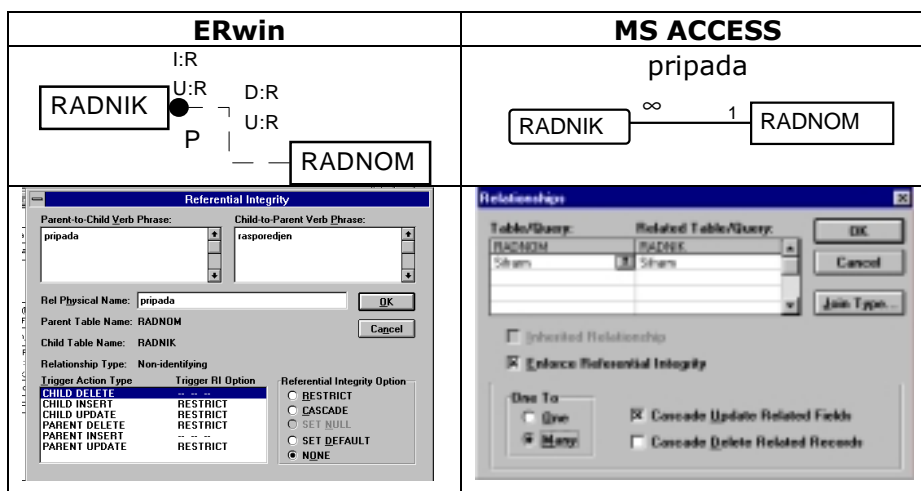 ERwin
MS ACCESS
I:R
U:R
D:R
RADNIK
U:R
P
RADNOM
pripada
∞
1
RADNIK
RADNOM
Referential Integrity
Parent-to-Child Verb Phrase:
Child-to-Parent Verb Phrase:
pripada
rasporedjen
Rel Physical Name:
pripada
OK
Parent Table Name: RADNOM
Cancel
Child Table Name: RADNIK
Relationship Type: Non-identifying
Trigger Action Type
Trigger RI Option
Referential Integrity Option
CHILD DELETE -- -- --
CHILD INSERT RESTRICT
CHILD UPDATE RESTRICT
PARENT DELETE RESTRICT
PARENT INSERT -- -- --
PARENT UPDATE RESTRICT
RESTRICT
CASCADE
SET NULL
SET DEFAULT
NONE
Relationships
Table/Query:
Related Table/Query:
OK
RADNOM
RADNIK
Sifrarn
Sifrarn
Cancel
Join Type...
Inherited Relationship
Enforce Referential Integrity
One To
One
Many
Cascade Update Related Fields
Cascade Delete Related Records